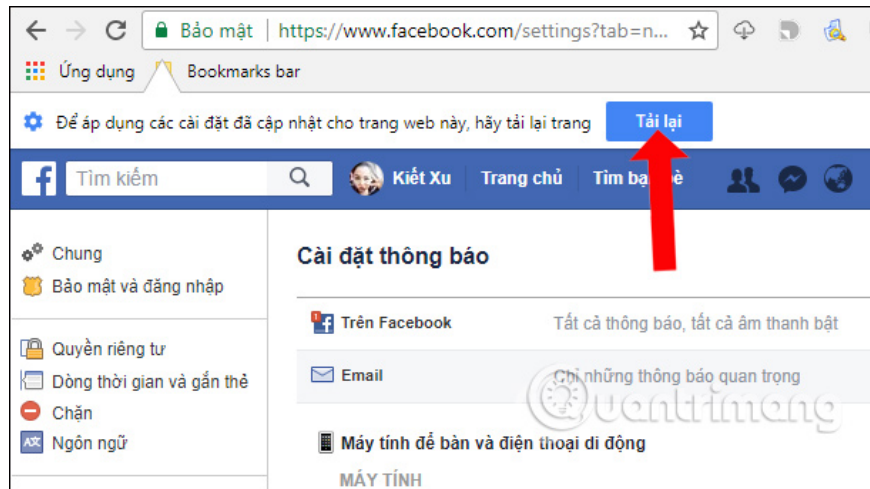 Bảo mật | https://www.facebook.com/settings?tab=n...
Ứng dụng Bookmarks bar
Để áp dụng các cài đặt đã cập nhật cho trang web này, hãy tải lại trang Tải lại
Tìm kiếm Kiết Xu Trang chủ Tìm bạn bè
Chung
Bảo mật và đăng nhập
Quyền riêng tư
Dòng thời gian và gắn thẻ
Chặn
Ngôn ngữ
Cài đặt thông báo
Trên Facebook Tất cả thông báo, tất cả âm thanh bật
Email Chỉ những thông báo quan trọng
Quantrimang
Máy tính để bàn và điện thoại di động
MÁY TÍNH